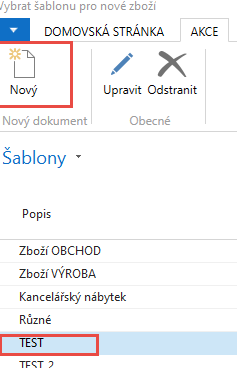 Vybrat šablonu pro nové zboží
DOMOVSKÁ STRÁNKA AKCE
Nový Upravit Odstranit
Nový dokument Obecné
Šablony
Popis
Zboží OBCHOD
Zboží VÝROBA
Kancelářský nábytek
Různé
TEST
TEST 2